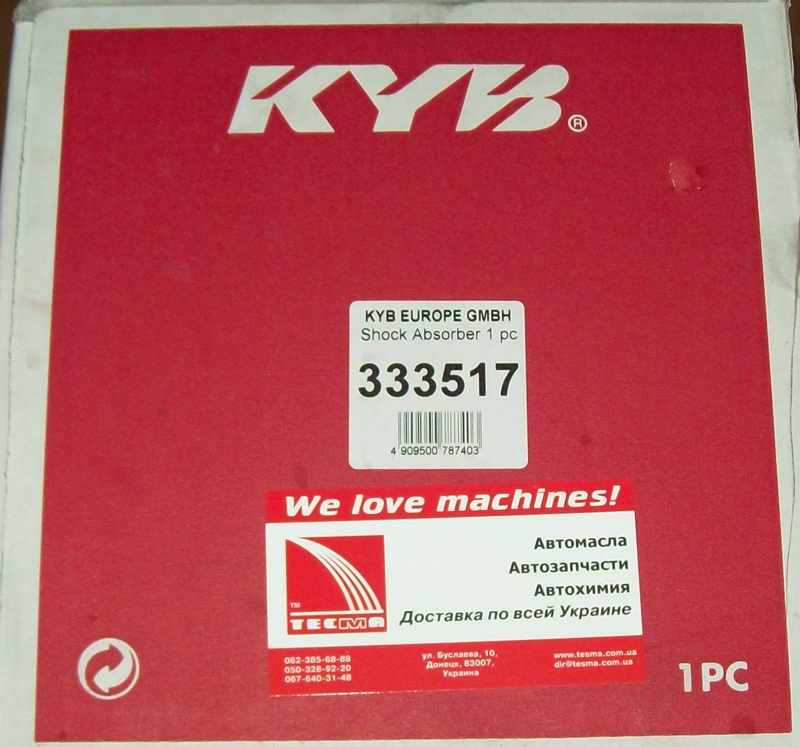 KYB®
KYB EUROPE GMBH
Shock Absorber 1 pc
333517
4 909500 787403
We love machines!
Автомасла
Автозапчасти
Автохимия
Доставка по всей Украине
TM
ТЕСМА
062-385-68-88
050-328-92-20
067-640-31-48
ул. Буслаева, 10,
Донецк, 83007,
Украина
www.tesma.com.ua
dir@tesma.com.ua
1PC